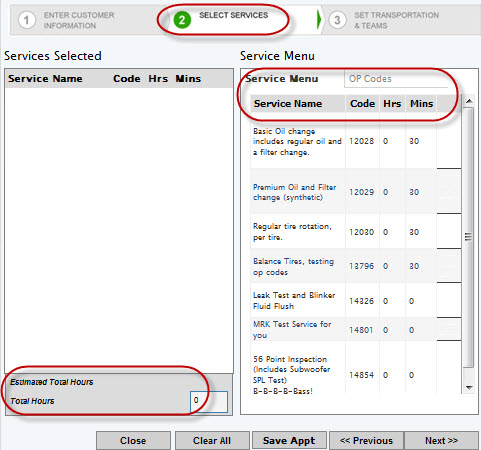 1 ENTER CUSTOMER
INFORMATION
2 SELECT SERVICES
3 SET TRANSPORTATION
& TEAMS
Services Selected
Service Name Code Hrs Mins
Estimated Total Hours
Total Hours 0
Service Menu
Service Menu OP Codes
Service Name Code Hrs Mins
Basic Oil change
includes regular oil and 12028 0 30
a filter change.
Premium Oil and Filter 12029 0 30
change (synthetic)
Regular tire rotation, 12030 0 30
per tire.
Balance Tires, testing 13796 0 30
op codes
Leak Test and Blinker 14326 0 0
Fluid Flush
MRK Test Service for 14801 0 0
you
56 Point Inspection
(Includes Subwoofer 14854 0 0
SPL Test)
B-B-B-B-Bass!
Close Clear All Save Appt << Previous Next >>